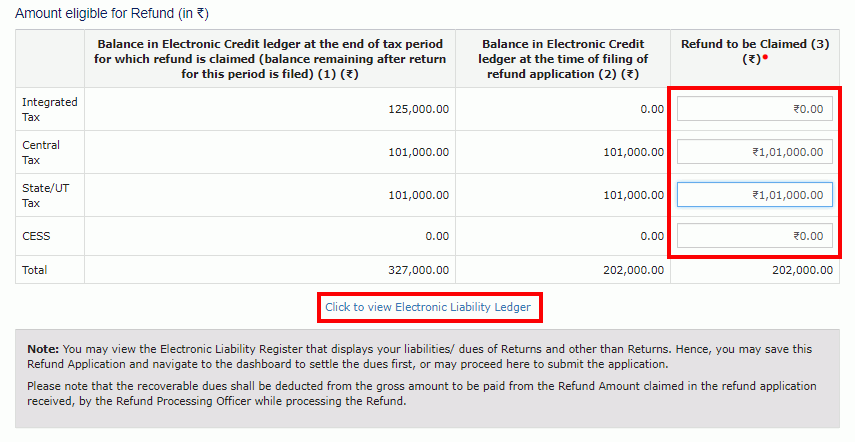 Amount eligible for Refund (in ₹)
Balance in Electronic Credit ledger at the end of tax period
for which refund is claimed (balance remaining after return
for this period is filed) (1) (₹)
Balance in Electronic Credit
ledger at the time of filing of
refund application (2) (₹)
Refund to be Claimed (3)
(₹)•
Integrated
Tax
125,000.00
0.00
₹0.00
Central
Tax
101,000.00
101,000.00
₹1,01,000.00
State/UT
Tax
101,000.00
101,000.00
₹1,01,000.00
CESS
0.00
0.00
₹0.00
Total
327,000.00
202,000.00
202,000.00
Click to view Electronic Liability Ledger
Note: You may view the Electronic Liability Register that displays your liabilities/ dues of Returns and other than Returns. Hence, you may save this
Refund Application and navigate to the dashboard to settle the dues first, or may proceed here to submit the application.
Please note that the recoverable dues shall be deducted from the gross amount to be paid from the Refund Amount claimed in the refund application
received, by the Refund Processing Officer while processing the Refund.